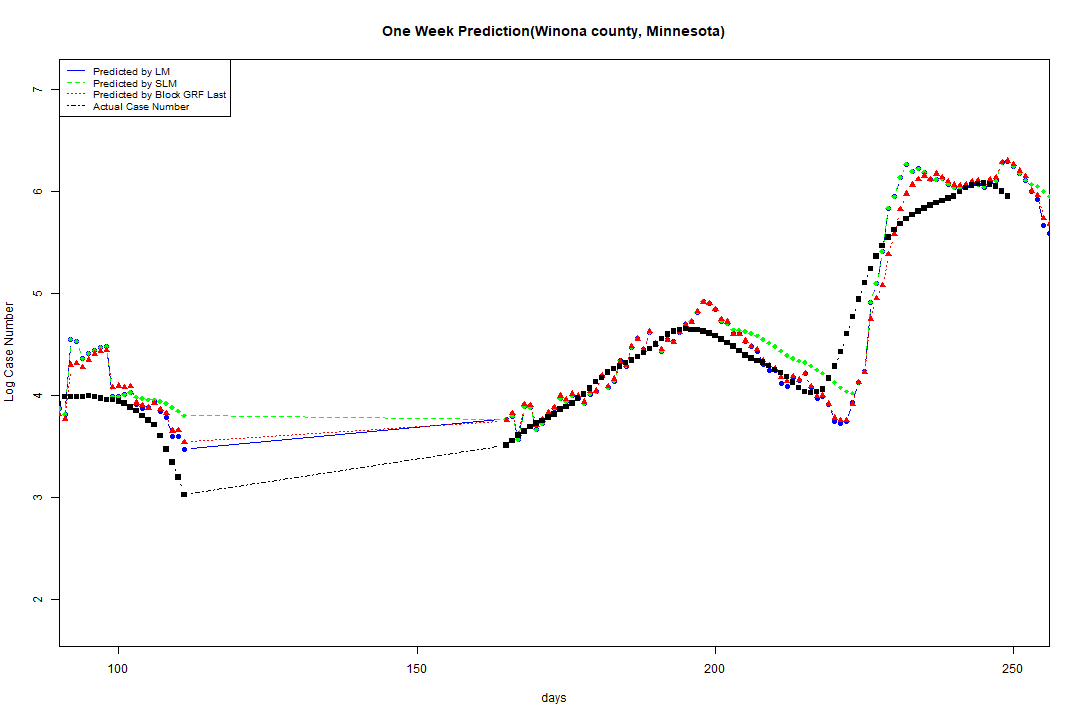 One Week Prediction(Winona county, Minnesota)
Predicted by LM
Predicted by SLM
Predicted by Block GRF Last
Actual Case Number
7
6
5
4
3
2
Log Case Number
100
150
200
250
days